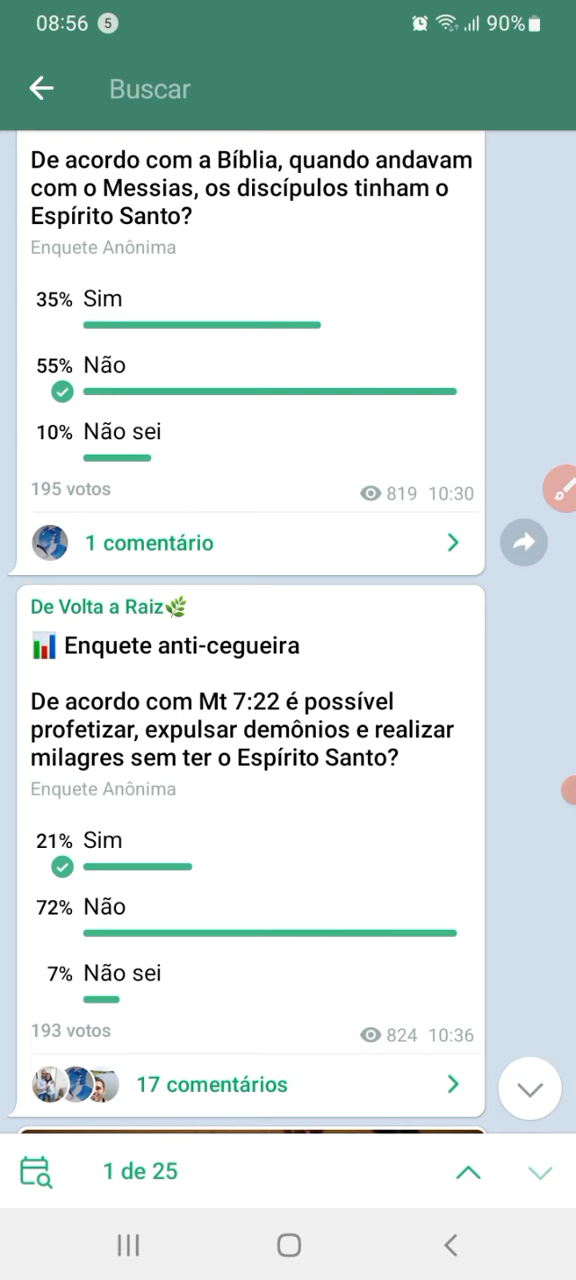 08:56 5 90%
Buscar
De acordo com a Bíblia, quando andavam
com o Messias, os discípulos tinham o
Espírito Santo?
Enquete Anônima
35% Sim
55% Não
10% Não sei
195 votos 819 10:30
1 comentário
De Volta a Raiz🌿
📊 Enquete anti-cegueira
De acordo com Mt 7:22 é possível
profetizar, expulsar demônios e realizar
milagres sem ter o Espírito Santo?
Enquete Anônima
21% Sim
72% Não
7% Não sei
193 votos 824 10:36
17 comentários
1 de 25